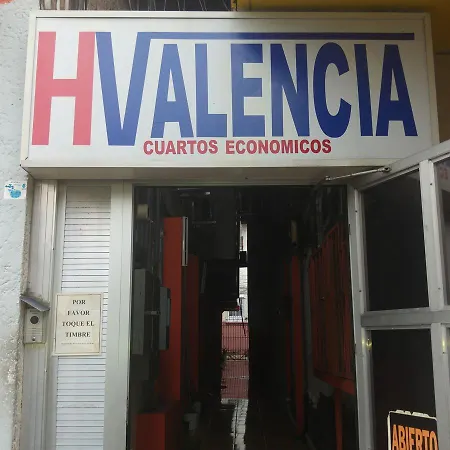 HVALENCIA
CUARTOS ECONOMICOS
POR
FAVOR
TOQUE EL
TIMBRE
ABIERTO